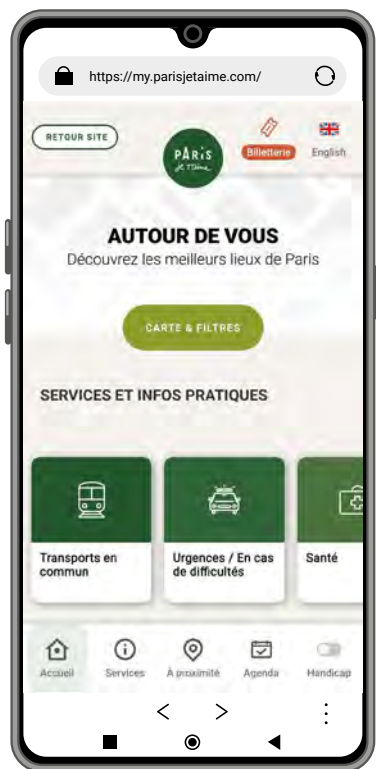 https://my.parisjetaime.com/
RETOUR SITE
PARIS
je t'aime
Billetterie
English
AUTOUR DE VOUS
Découvrez les meilleurs lieux de Paris
CARTE & FILTRES
SERVICES ET INFOS PRATIQUES
Transports en
commun
Urgences / En cas
de difficultés
Santé
Accueil
Services
À proximité
Agenda
Handicap